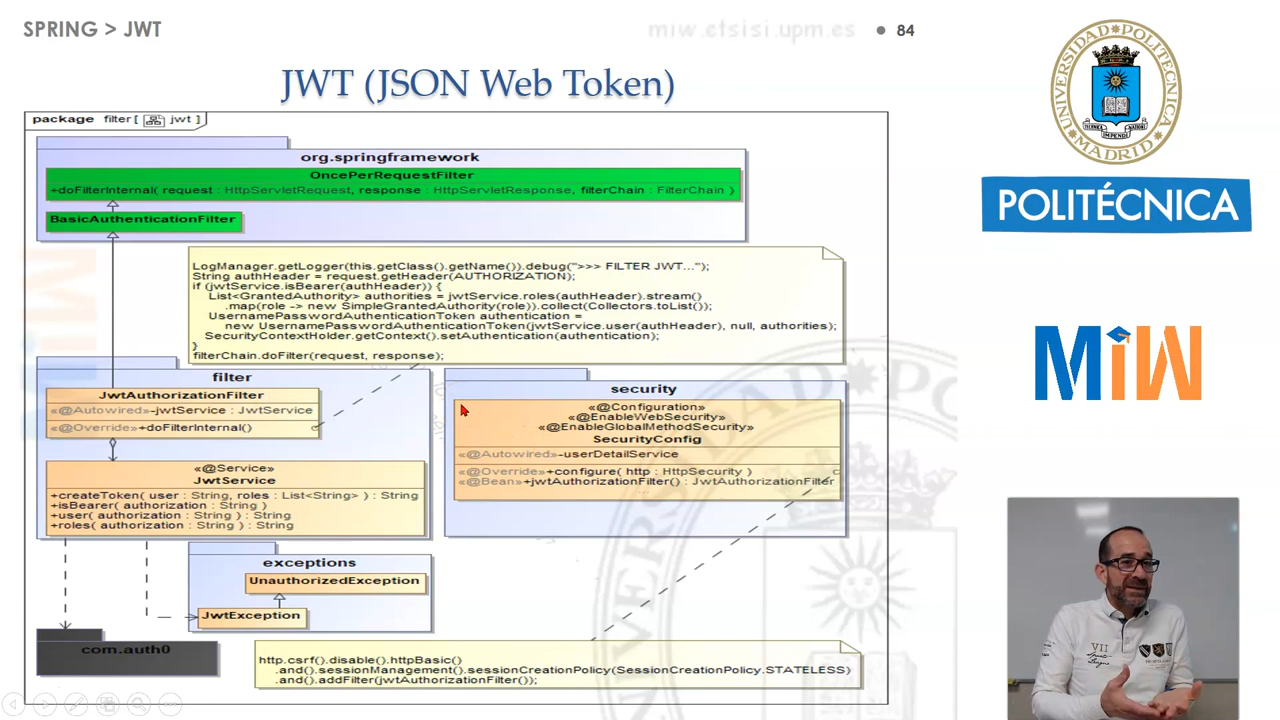 SPRING > JWT
miw.etsisi.upm.es
84
JWT (JSON Web Token)
package filter[ jwt ]
org.springframework
OncePerRequestFilter
+doFilterInternal( request : HttpServletRequest, response : HttpServletResponse, filterChain : FilterChain )
BasicAuthenticationFilter
LogManager.getLogger(this.getClass().getName()).debug(">>> FILTER JWT...");
String authHeader = request.getHeader(AUTHORIZATION);
if (jwtService.isBearer(authHeader)) {
List<GrantedAuthority> authorities = jwtService.roles(authHeader).stream()
.map(role -> new SimpleGrantedAuthority(role)).collect(Collectors.toList());
UsernamePasswordAuthenticationToken authentication =
new UsernamePasswordAuthenticationToken(jwtService.user(authHeader), null, authorities);
SecurityContextHolder.getContext().setAuthentication(authentication);
}
filterChain.doFilter(request, response);
filter
JwtAuthorizationFilter
«@Autowired»-jwtService : JwtService
«@Override»+doFilterInternal()
«@Service»
JwtService
+createToken( user : String, roles : List<String> ) : String
+isBearer( authorization : String )
+user( authorization : String ) : String
+roles( authorization : String ) : String
security
«@Configuration»
«@EnableWebSecurity»
«@EnableGlobalMethodSecurity»
SecurityConfig
«@Autowired»-userDetailService
«@Override»+configure( http : HttpSecurity )
«@Bean»+jwtAuthorizationFilter() : JwtAuthorizationFilter
...
exceptions
UnauthorizedException
JwtException
com.auth0
http.csrf().disable().httpBasic()
.and().sessionManagement().sessionCreationPolicy(SessionCreationPolicy.STATELESS)
.and().addFilter(jwtAuthorizationFilter());
UNIVERSIDAD POLITÉCNICA
MADRID
POLITÉCNICA
MiW
VII